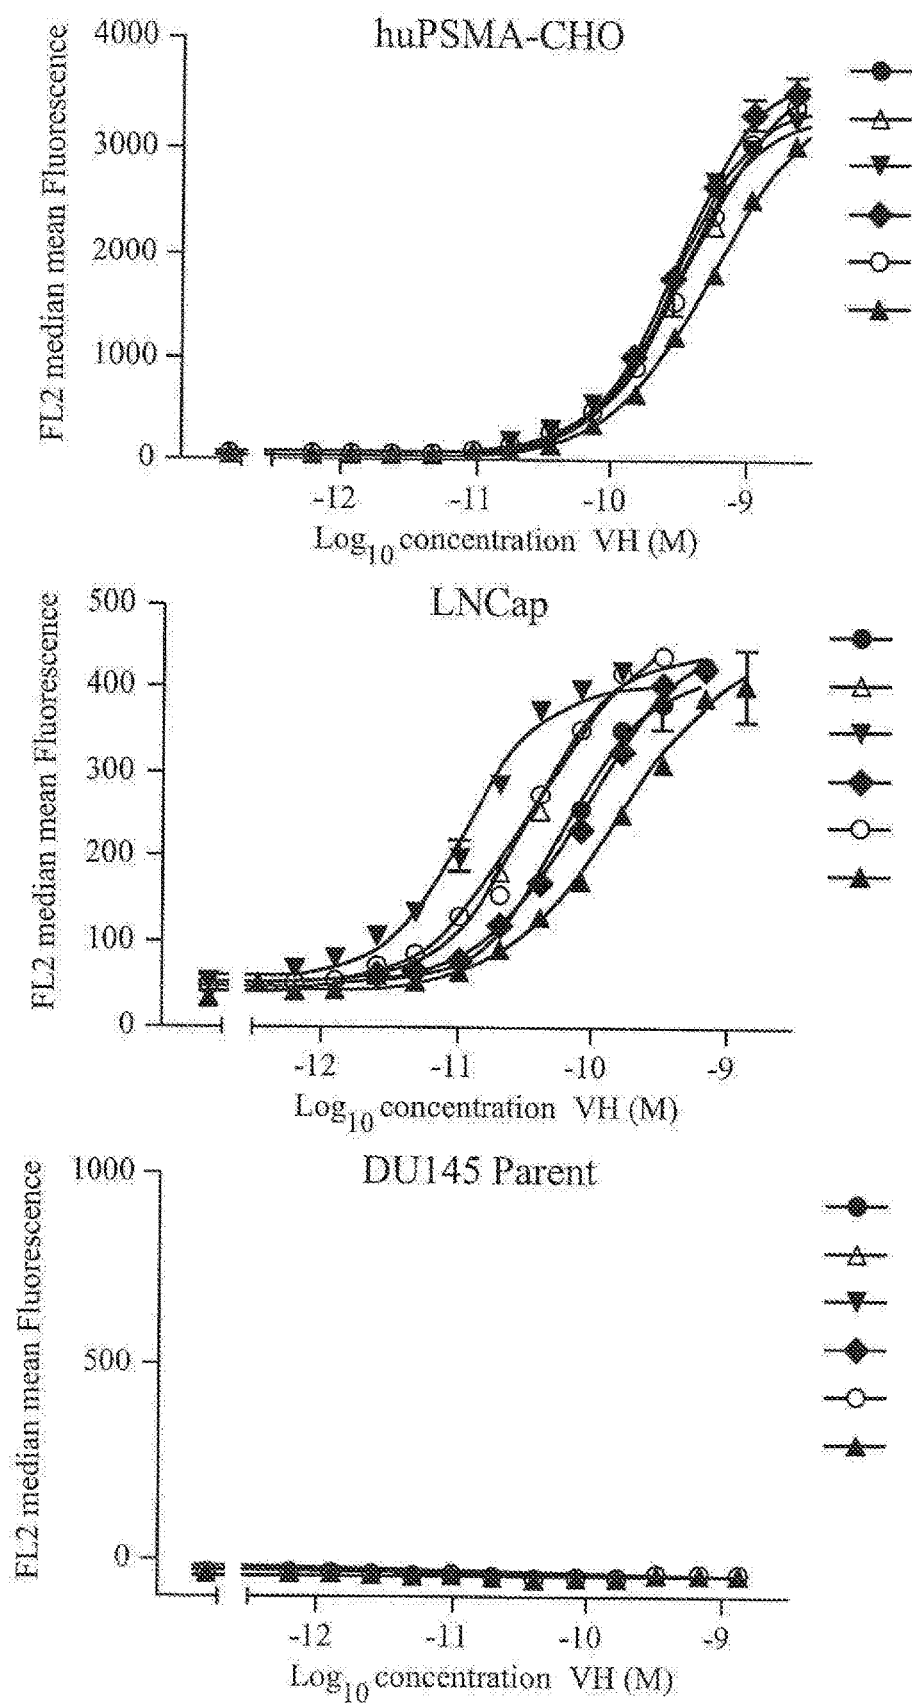 huPSMA-CHO
FL2 median mean Fluorescence
4000
3000
2000
1000
0
-12 -11 -10 -9
Log10 concentration VH (M)
LNCap
FL2 median mean Fluorescence
500
400
300
200
100
0
-12 -11 -10 -9
Log10 concentration VH (M)
DU145 Parent
FL2 median mean Fluorescence
1000
500
0
-12 -11 -10 -9
Log10 concentration VH (M)